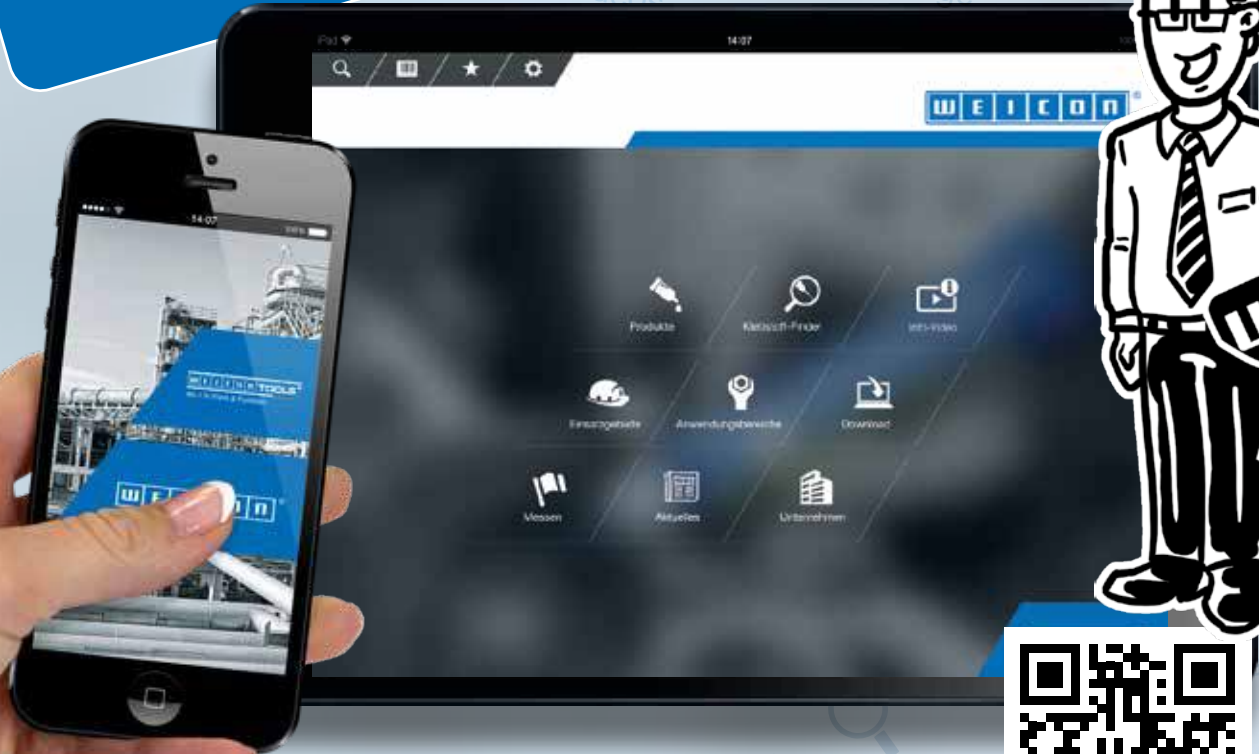 iPad
14:07
WEICON®
Produkte
Klebstoff-Finder
Info-Video
Einsatzgebiete
Anwendungsbereiche
Download
Messen
Aktuelles
Unternehmen
14:07
100%
WEICON TOOLS®